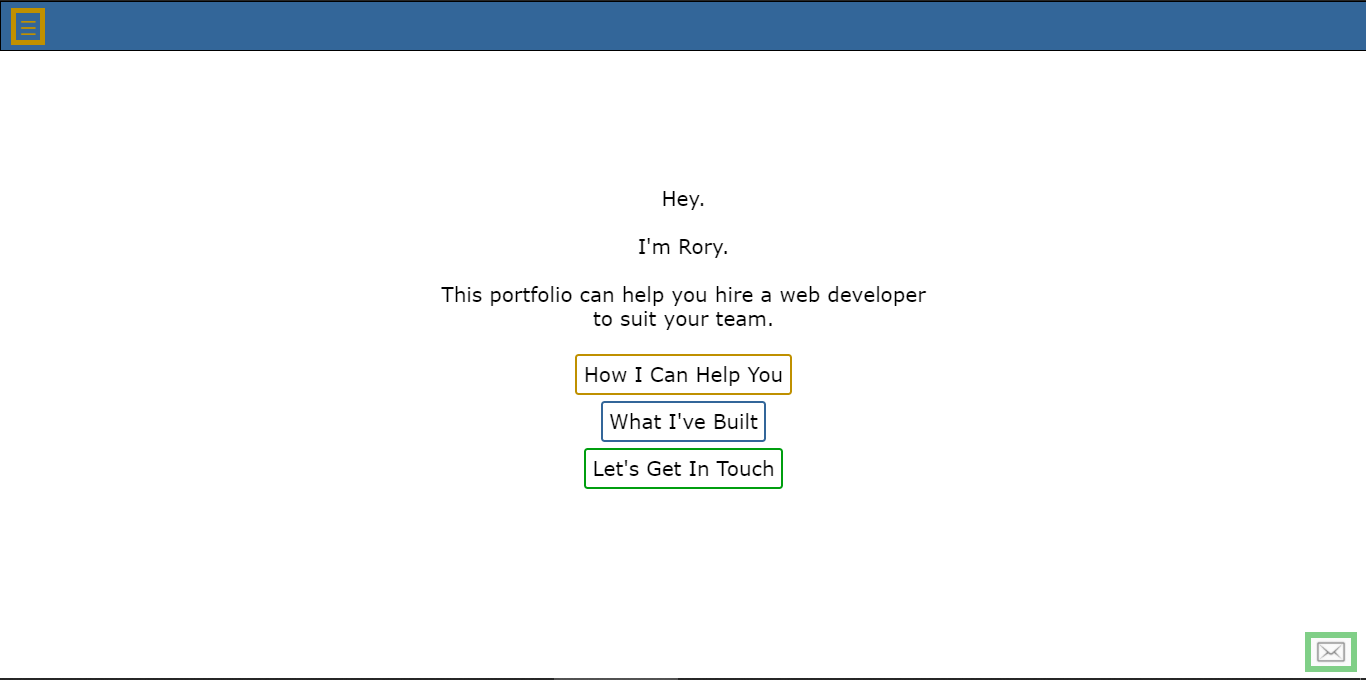 Hey.
I'm Rory.
This portfolio can help you hire a web developer
to suit your team.
How I Can Help You
What I've Built
Let's Get In Touch